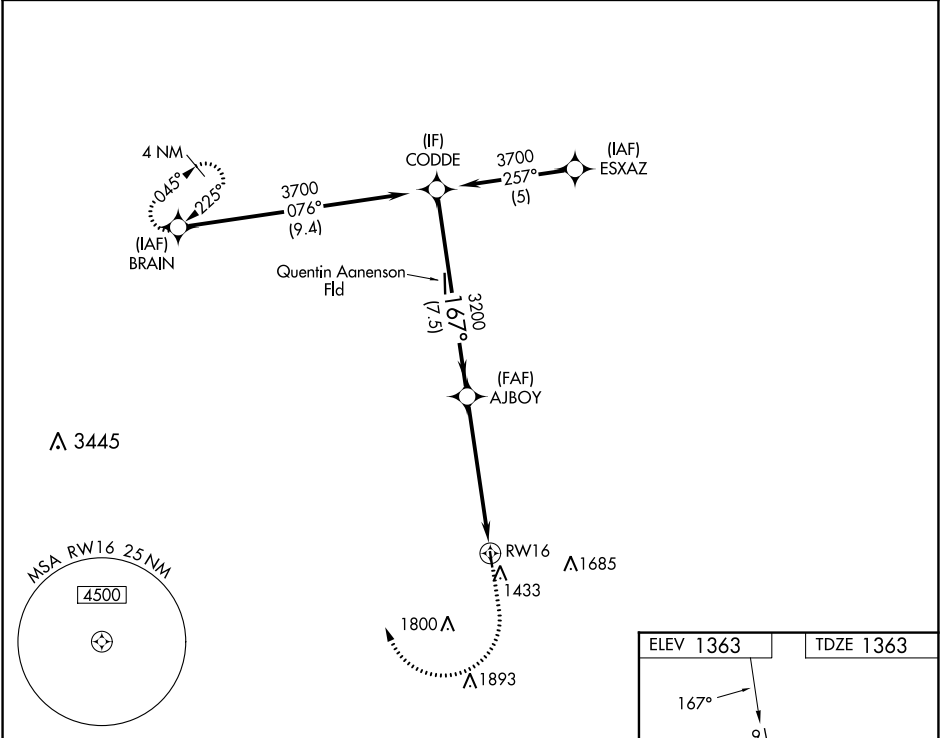 4 NM
045°
225°
(IAF)
BRAIN
3700
076°
(9.4)
(IF)
CODDE
3700
257°
(5)
(IAF)
ESXAZ
Quentin Aanenson
Fld
3200
167°
(7.5)
(FAF)
AJBOY
3445
RW16
1433
1685
1800
1893
MSA RW16 25 NM
4500
ELEV 1363
TDZE 1363
167°